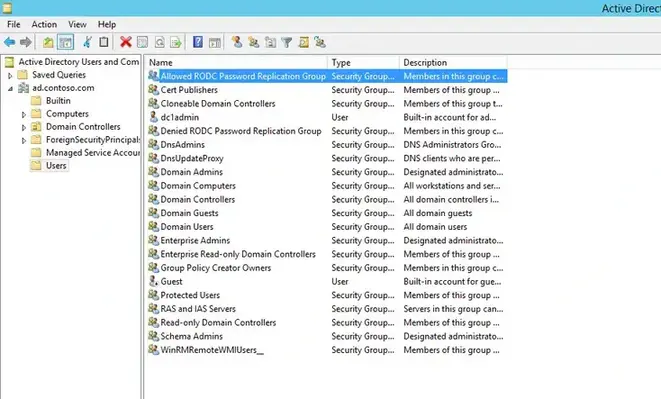 Active Direct
File Action View Help
Active Directory Users and Com
Saved Queries
ad.contoso.com
Builtin
Computers
Domain Controllers
ForeignSecurityPrincipals
Managed Service Accou
Users
Name Type Description
Allowed RODC Password Replication Group Security Group... Members in this group c...
Cert Publishers Security Group... Members of this group ...
Cloneable Domain Controllers Security Group... Members of this group t...
dc1admin User Built-in account for ad...
Denied RODC Password Replication Group Security Group... Members in this group c...
DnsAdmins Security Group... DNS Administrators Gro...
DnsUpdateProxy Security Group... DNS clients who are per...
Domain Admins Security Group... Designated administrato...
Domain Computers Security Group... All workstations and ser...
Domain Controllers Security Group... All domain controllers i...
Domain Guests Security Group... All domain guests
Domain Users Security Group... All domain users
Enterprise Admins Security Group... Designated administrato...
Enterprise Read-only Domain Controllers Security Group... Members of this group ...
Group Policy Creator Owners Security Group... Members in this group c...
Guest User Built-in account for gue...
Protected Users Security Group... Members of this group ...
RAS and IAS Servers Security Group... Servers in this group can...
Read-only Domain Controllers Security Group... Members of this group ...
Schema Admins Security Group... Designated administrato...
WinRMRemoteWMIUsers__ Security Group... Members of this group ...